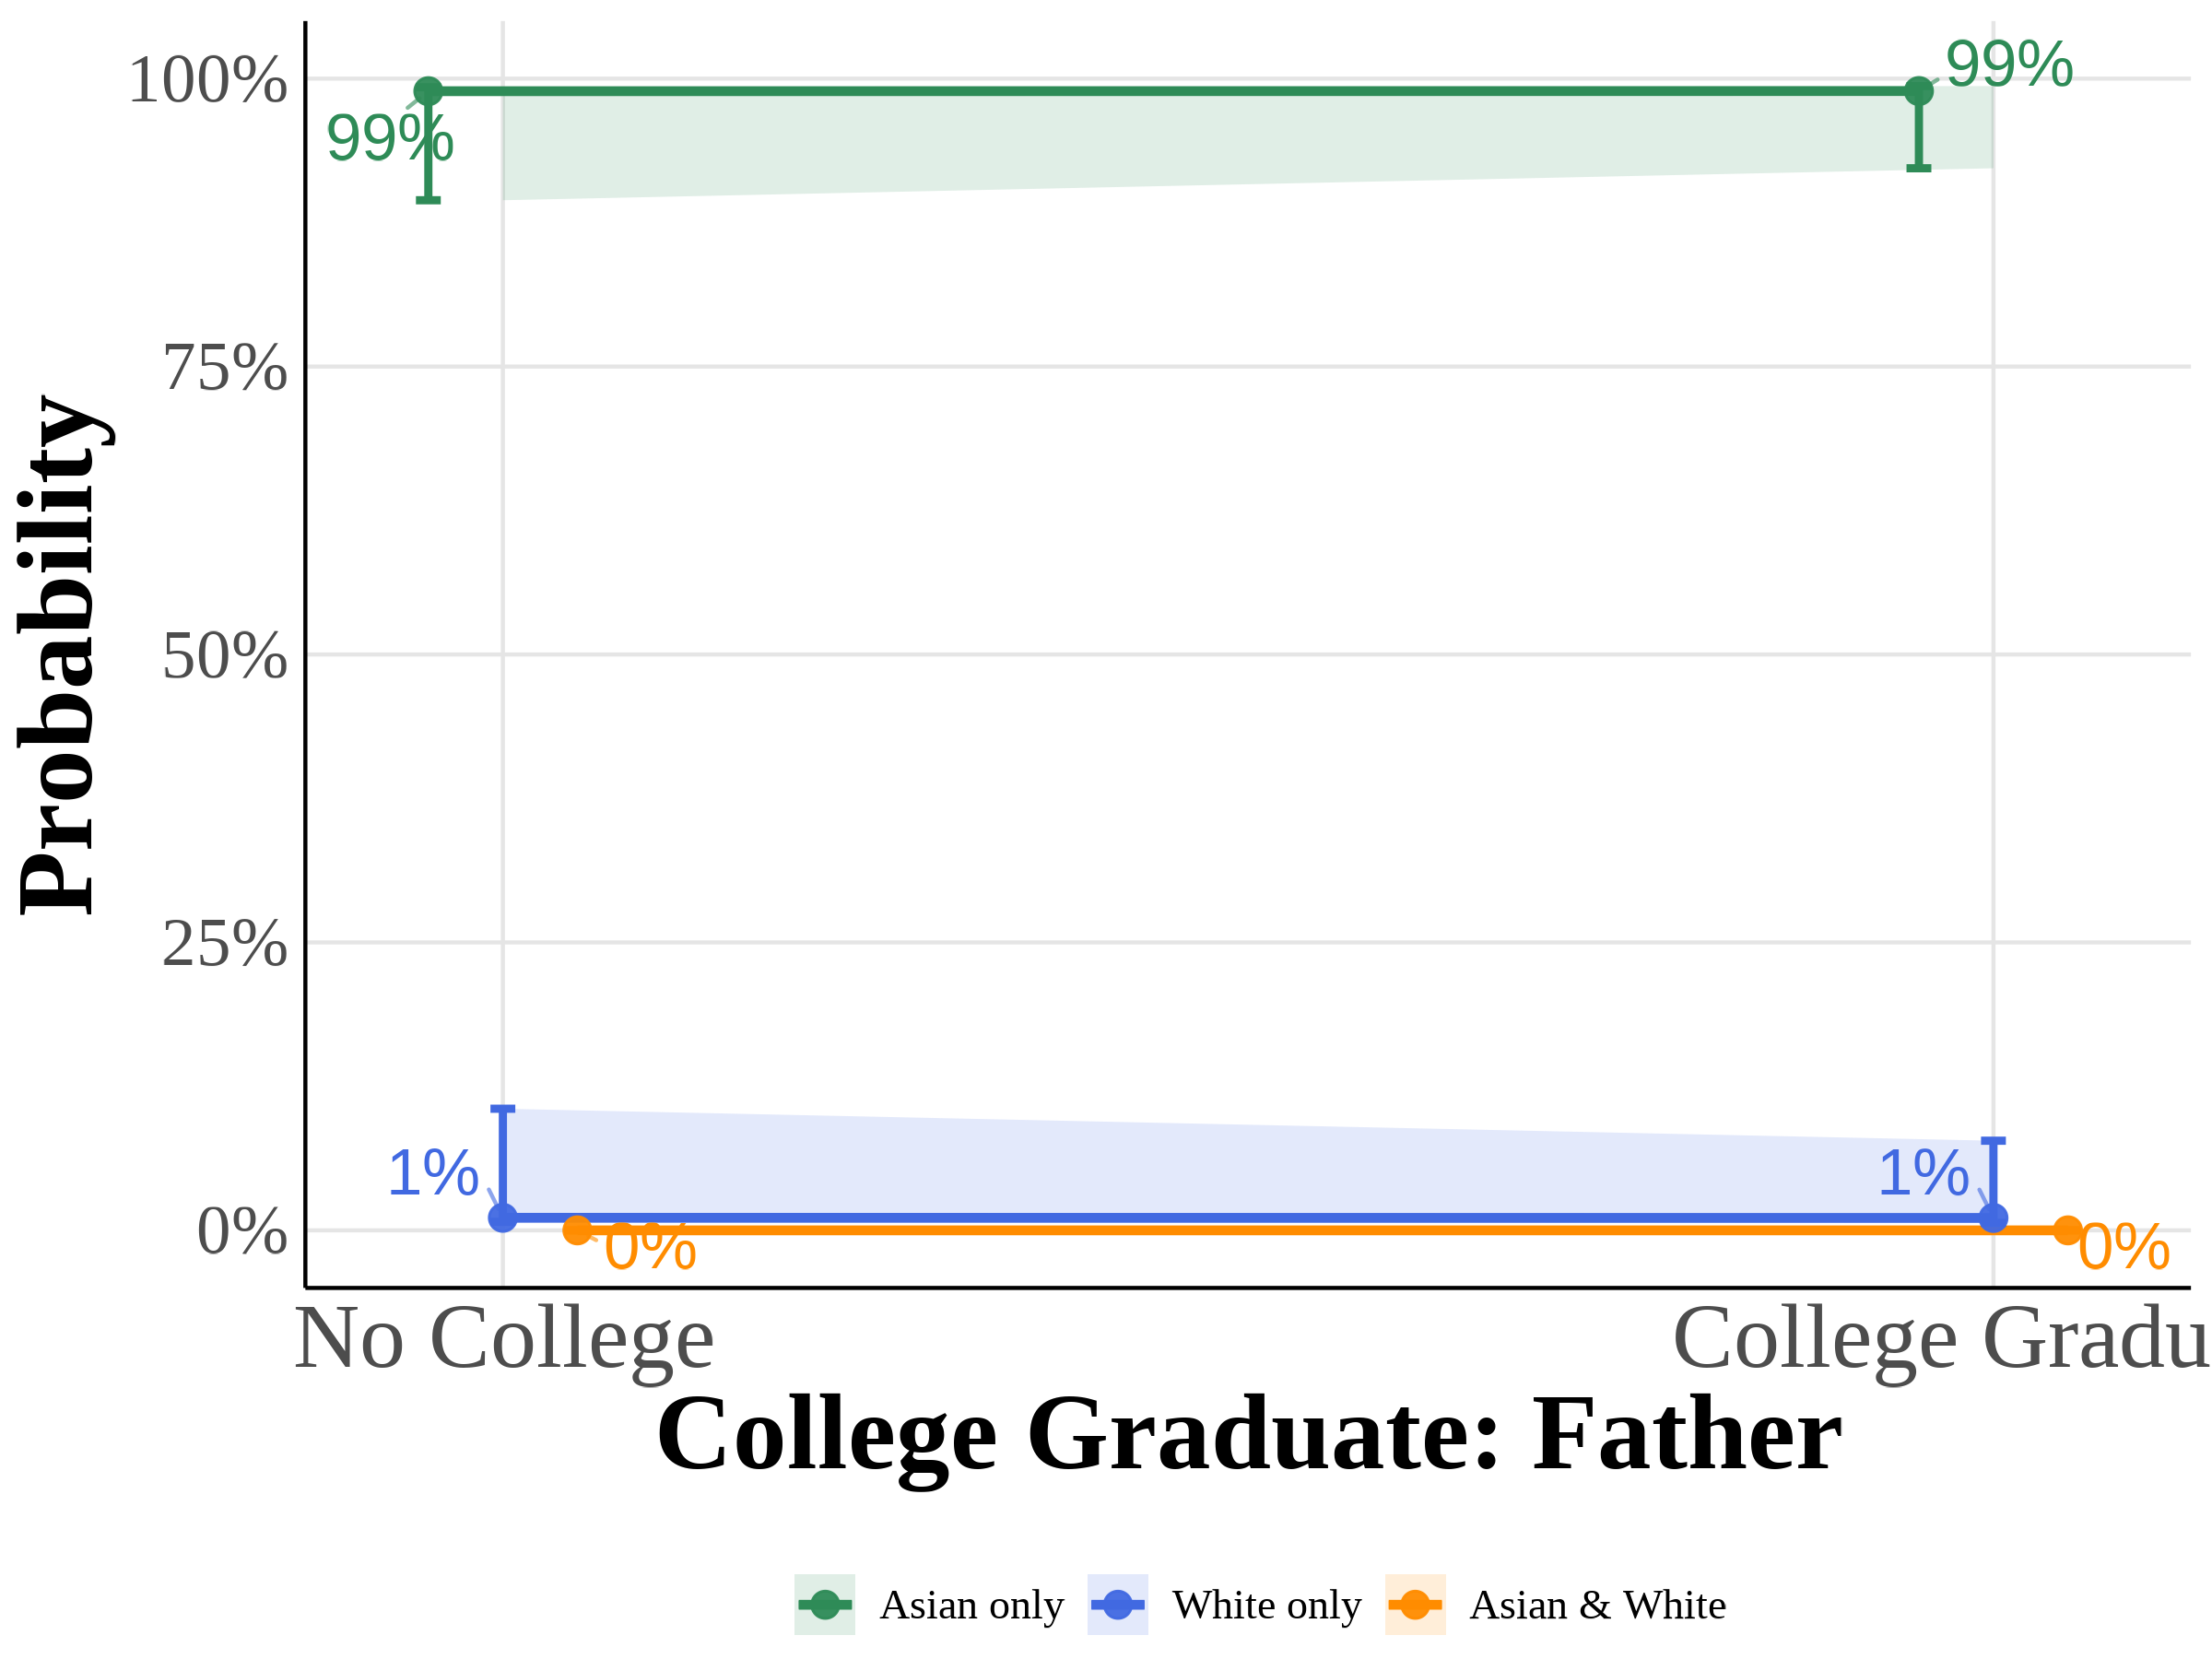 100%
75%
50%
25%
0%
Probability
99%
99%
1%
1%
0%
0%
No College
College Gradu
College Graduate: Father
Asian only
White only
Asian & White